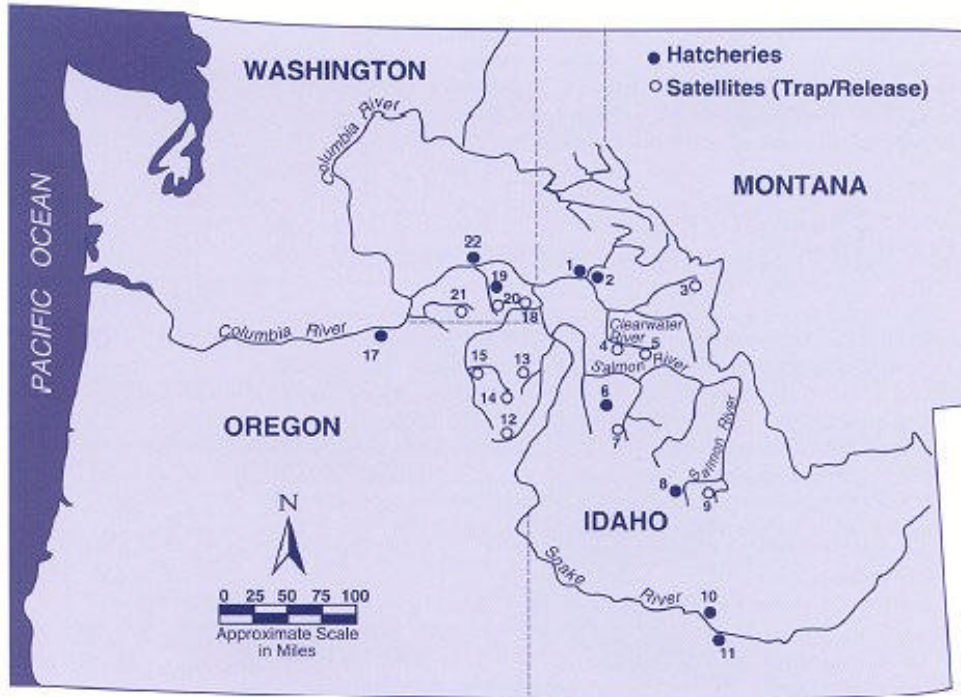 WASHINGTON
Hatcheries
Satellites (Trap/Release)
Columbia River
MONTANA
PACIFIC OCEAN
22
1
2
19
3
21
20
18
Clearwater
River
Columbia River
17
4
5
Salmon River
15
13
14
6
OREGON
12
7
Salmon River
8
9
N
IDAHO
Snake
River
0 25 50 75 100
Approximate Scale
in Miles
10
11